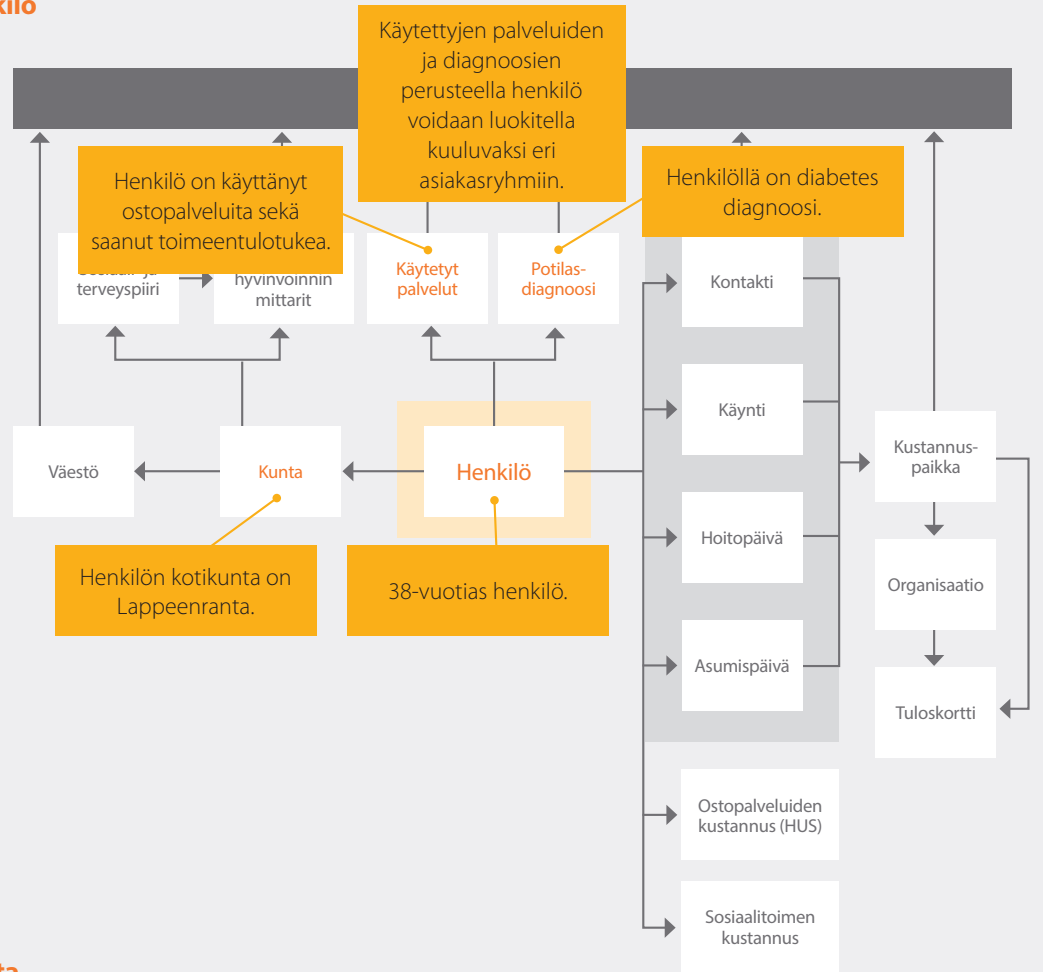 Käytettyjen palveluiden
ja diagnoosien
perusteella henkilö
voidaan luokitella
kuuluvaksi eri
asiakasryhmiin.
Henkilö on käyttänyt
ostopalveluita sekä
saanut toimeentulotukea.
Henkilöllä on diabetes
diagnoosi.
terveyspiiri
hyvinvoinnin
mittarit
Käytetyt
palvelut
Potilas-
diagnoosi
Kontakti
Käynti
Väestö
Kunta
Henkilö
Kustannus-
paikka
Hoitopäivä
Henkilön kotikunta on
Lappeenranta.
38-vuotias henkilö.
Organisaatio
Asumispäivä
Tuloskortti
Ostopalveluiden
kustannus (HUS)
Sosiaalitoimen
kustannus